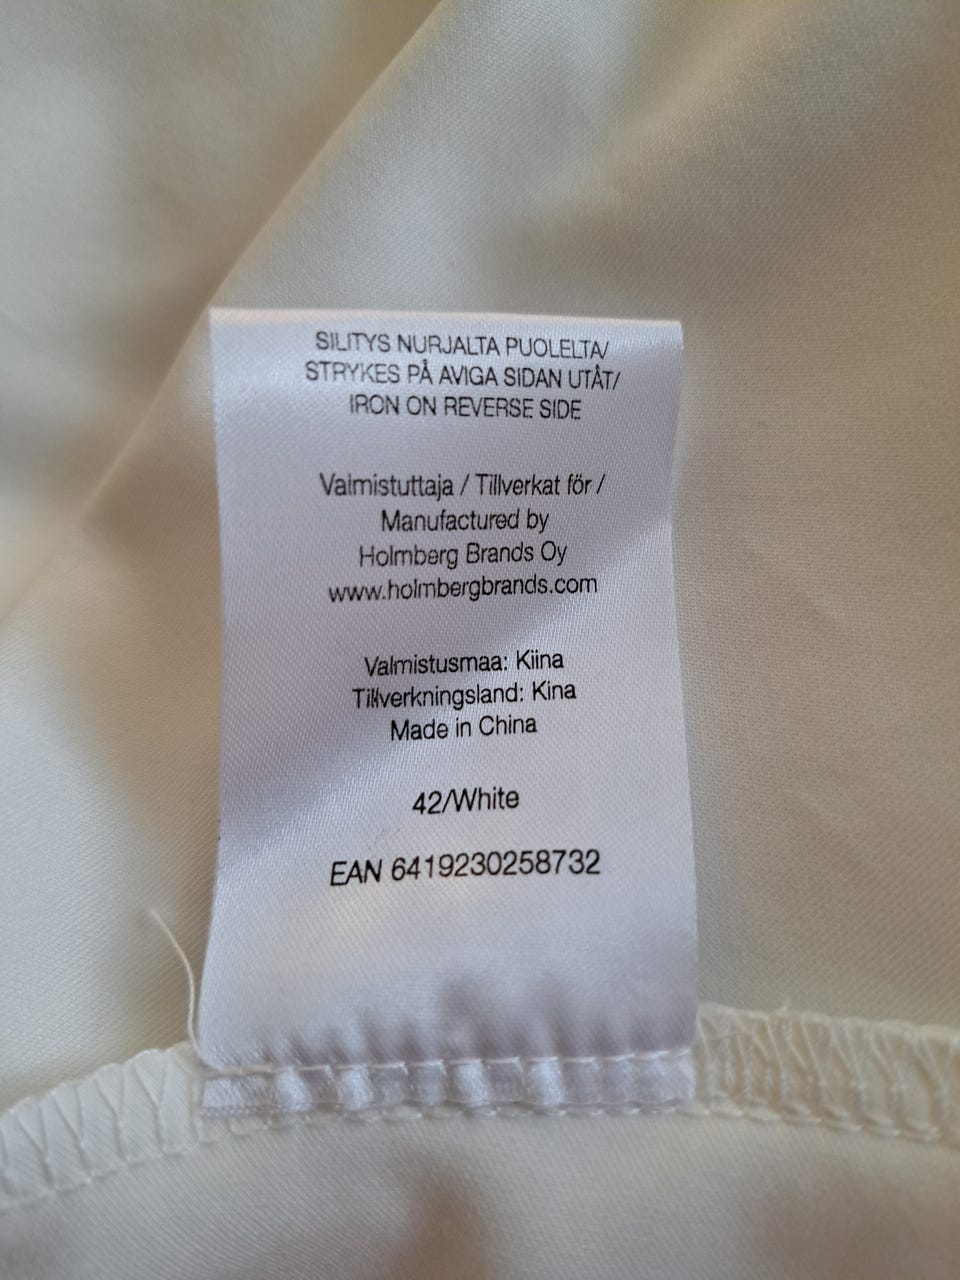 SILITYS NURJALTA PUOLELTA/
STRYKES PÅ AVIGA SIDAN UTÅT/
IRON ON REVERSE SIDE
Valmistuttaja / Tillverkat för /
Manufactured by
Holmberg Brands Oy
www.holmbergbrands.com
Valmistusmaa: Kiina
Tillverkningsland: Kina
Made in China
42/White
EAN 6419230258732